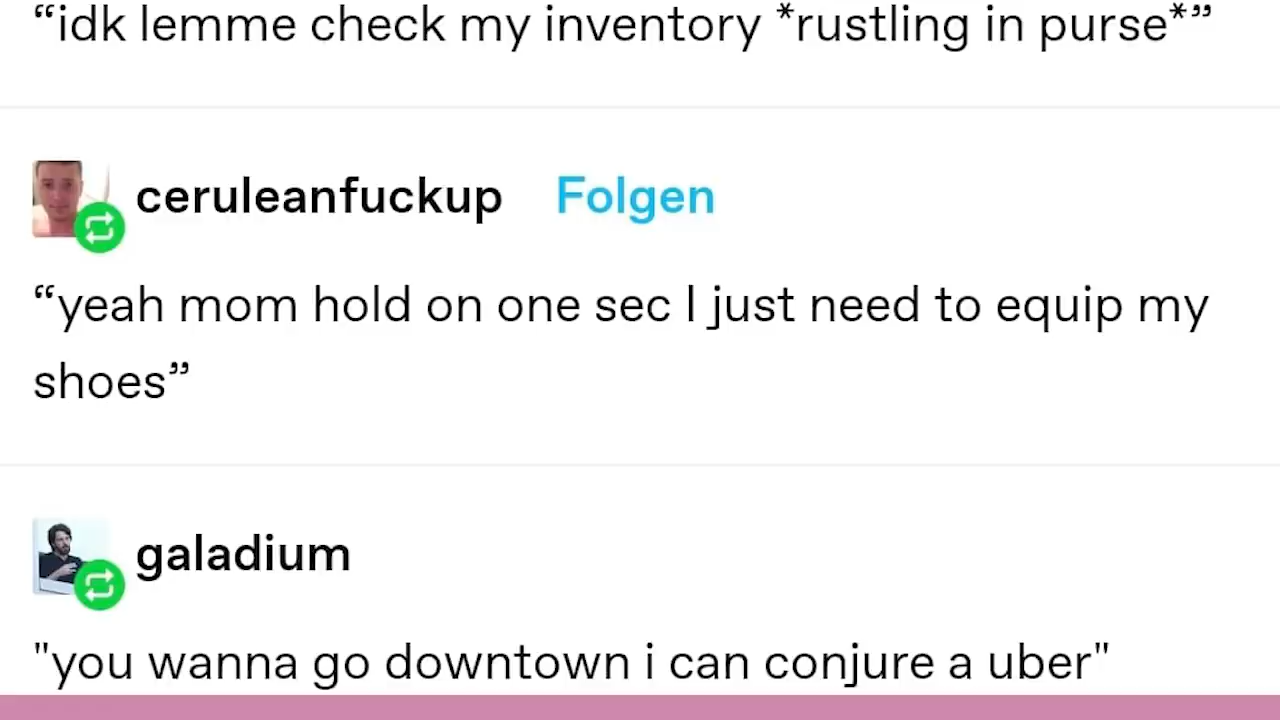 “idk lemme check my inventory *rustling in purse*”
ceruleanfuckup Folgen
“yeah mom hold on one sec I just need to equip my
shoes”
galadium
"you wanna go downtown i can conjure a uber"